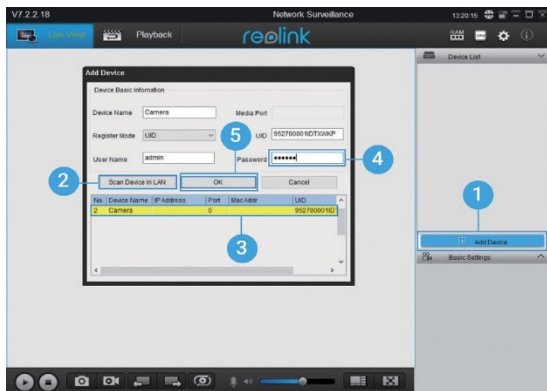 V7.2.2.18 Network Surveillance 13:20:15
Live View Playback reolink
Device List
Add Device
Device Basic Infomation
Device Name Camera Media Port
Register Mode UID UID 952700001IDTXWKP
5
User Name admin Password ●●●●●● 4
2 Scan Device In LAN OK Cancel
1
No Device Name IP Address Port MacAddr UID
2 Camera 0 952700001ID
3
Add Device
Basic Settings